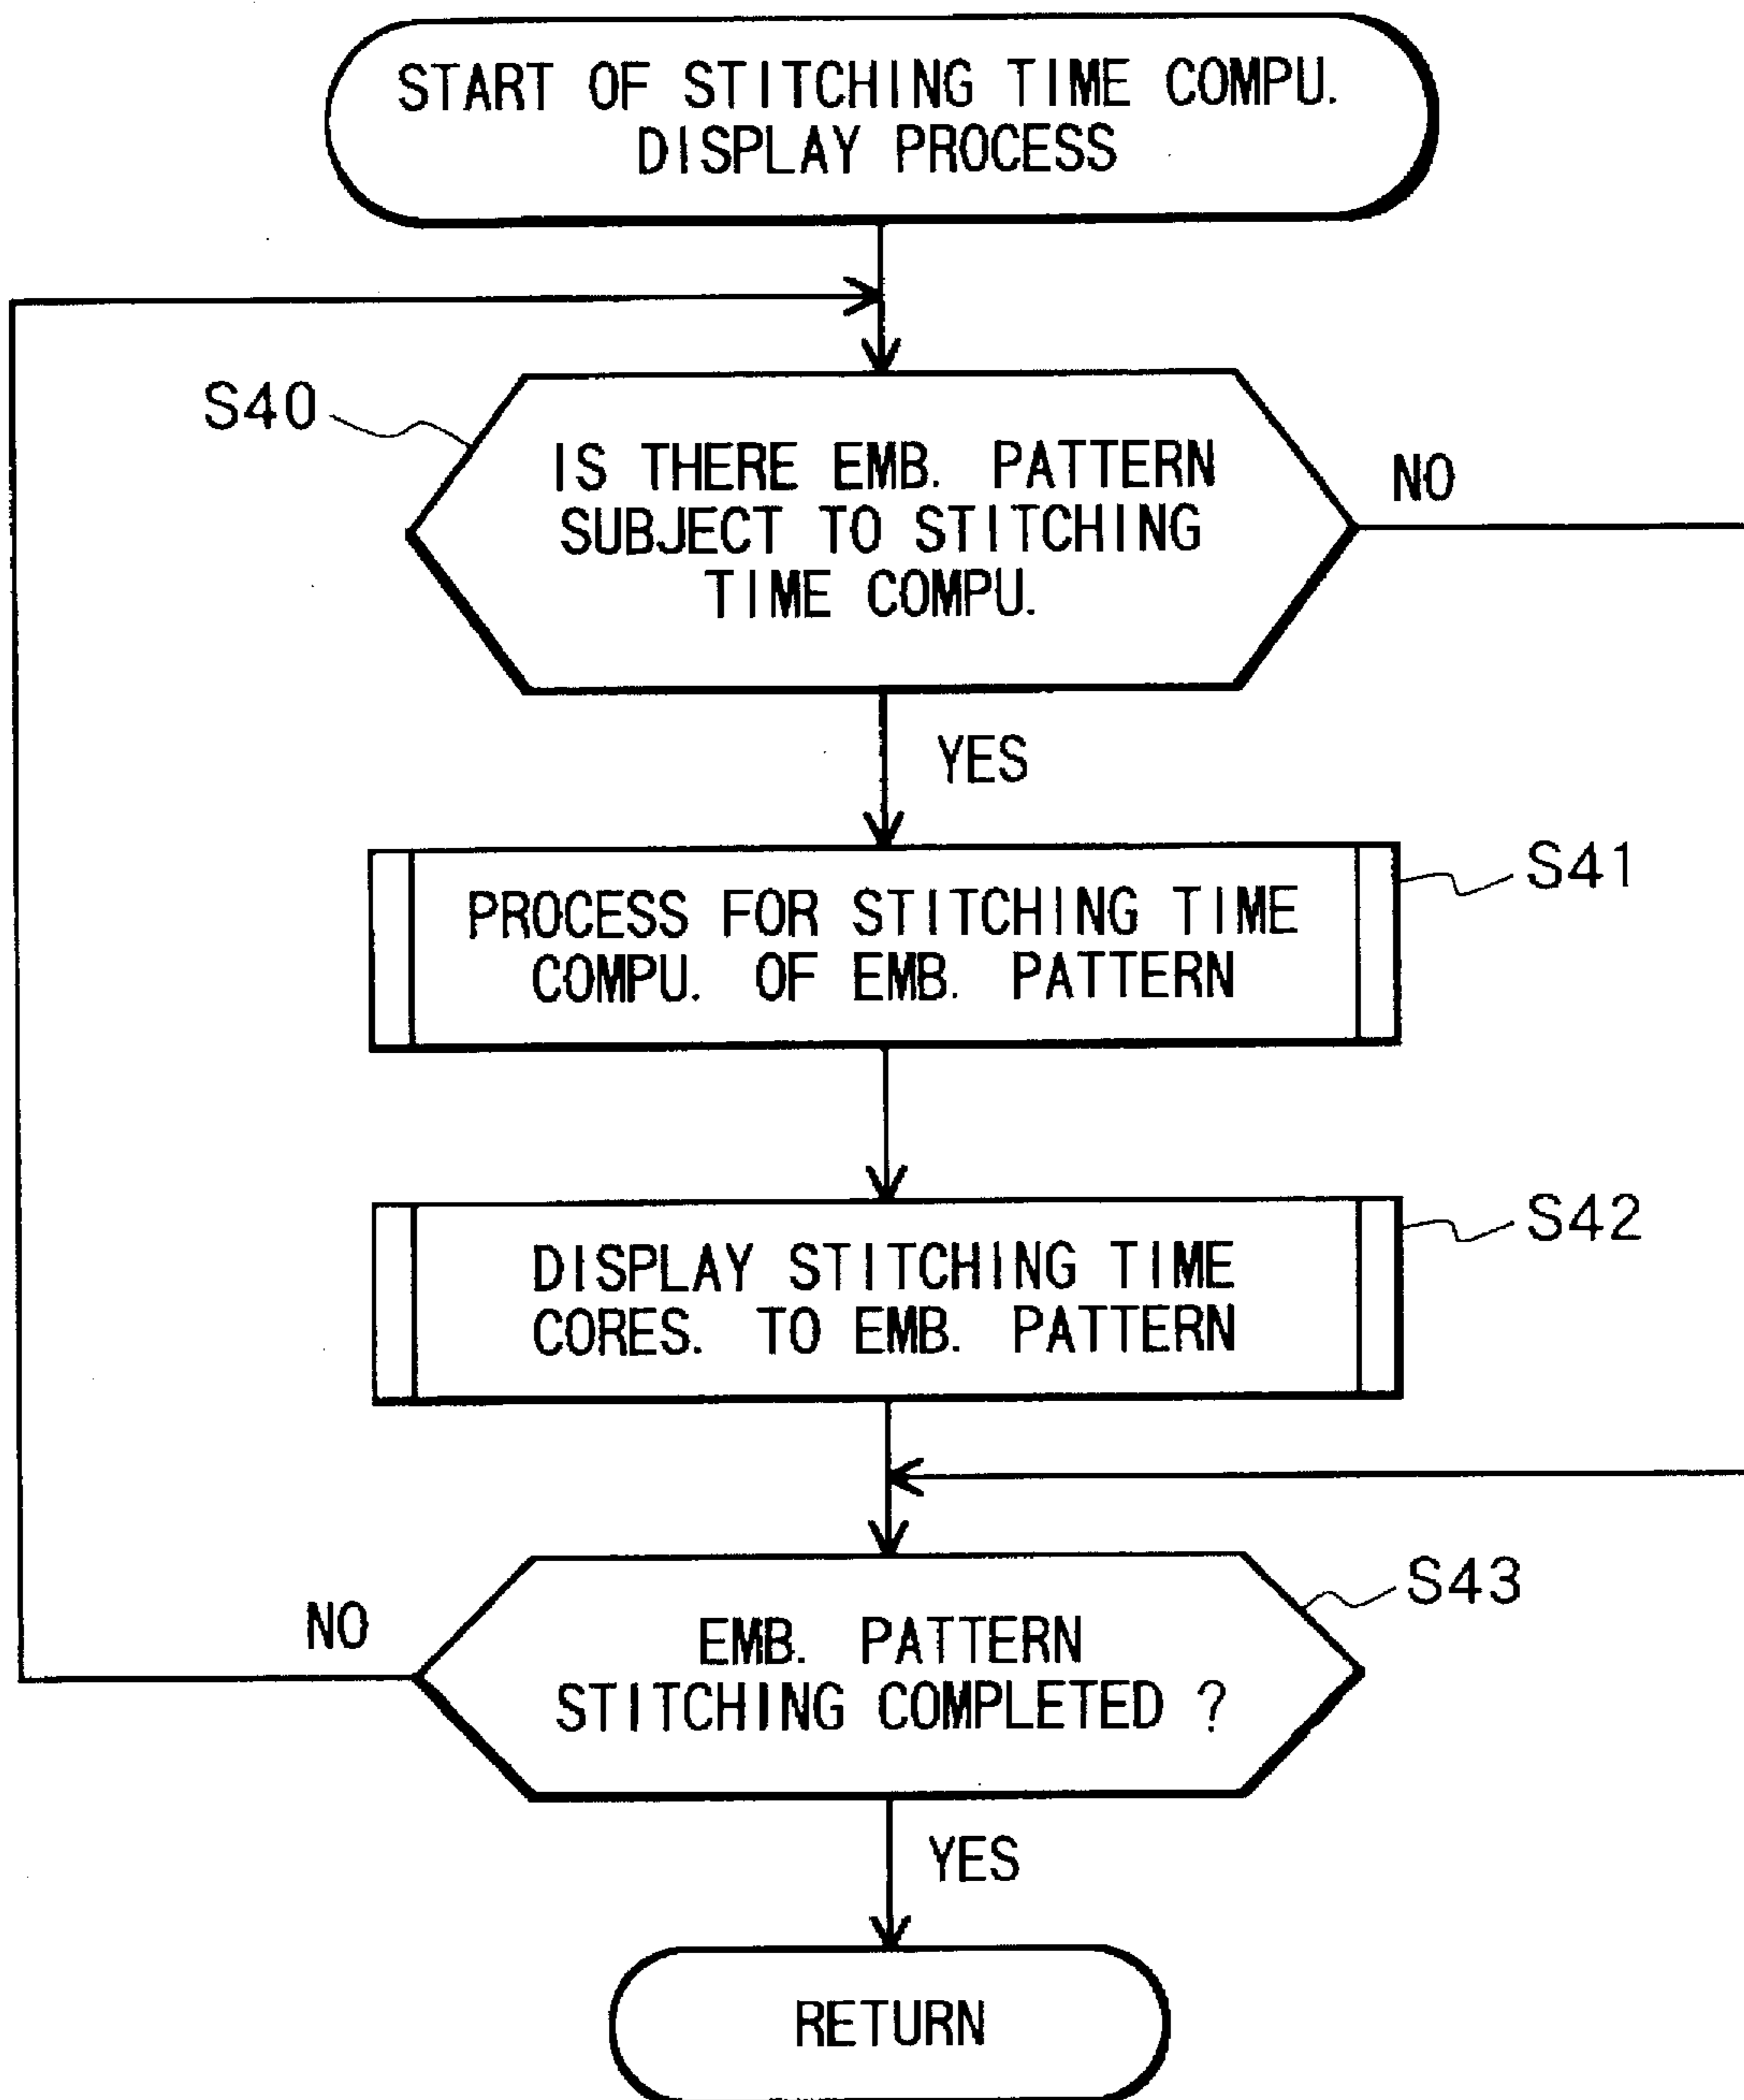 START OF STITCHING TIME COMPU.
DISPLAY PROCESS
S40
IS THERE EMB. PATTERN
SUBJECT TO STITCHING
TIME COMPU.
NO
YES
S41
PROCESS FOR STITCHING TIME
COMPU. OF EMB. PATTERN
S42
DISPLAY STITCHING TIME
CORES. TO EMB. PATTERN
S43
EMB. PATTERN
STITCHING COMPLETED ?
NO
YES
RETURN